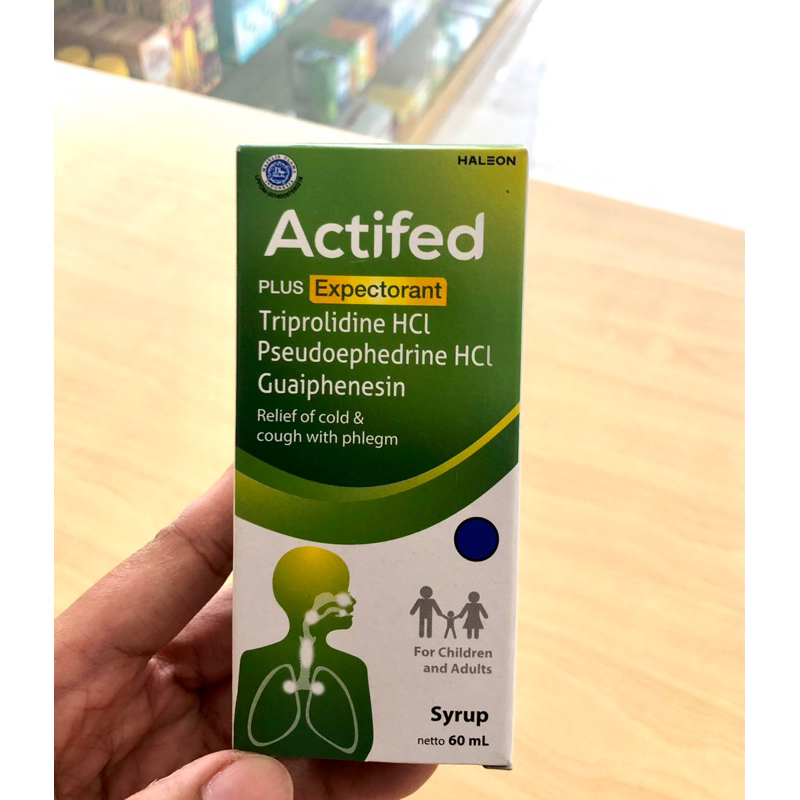 HALEON
Actifed
PLUS Expectorant
Triprolidine HCl
Pseudoephedrine HCl
Guaiphenesin
Relief of cold &
cough with phlegm
For Children
and Adults
Syrup
netto 60 mL